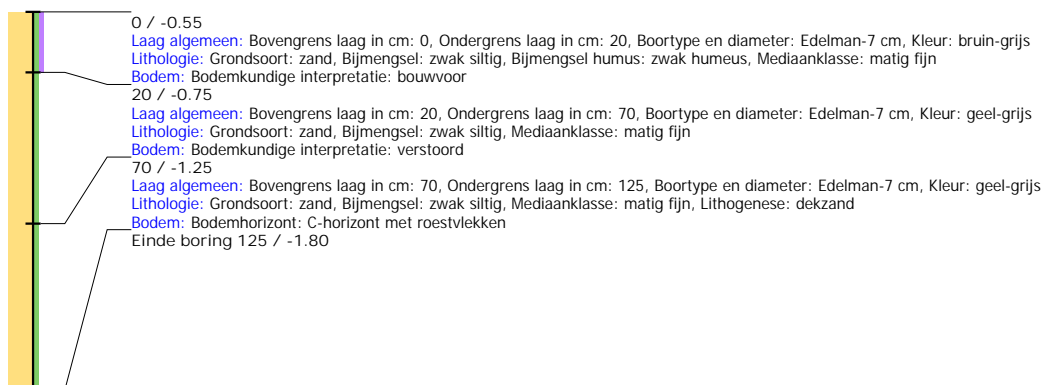 0 / -0.55
Laag algemeen: Bovengrens laag in cm: 0, Ondergrens laag in cm: 20, Boortype en diameter: Edelman-7 cm, Kleur: bruin-grijs
Lithologie: Grondsoort: zand, Bijmengsel: zwak siltig, Bijmengsel humus: zwak humeus, Mediaanklasse: matig fijn
Bodem: Bodemkundige interpretatie: bouwvoor
20 / -0.75
Laag algemeen: Bovengrens laag in cm: 20, Ondergrens laag in cm: 70, Boortype en diameter: Edelman-7 cm, Kleur: geel-grijs
Lithologie: Grondsoort: zand, Bijmengsel: zwak siltig, Mediaanklasse: matig fijn
Bodem: Bodemkundige interpretatie: verstoord
70 / -1.25
Laag algemeen: Bovengrens laag in cm: 70, Ondergrens laag in cm: 125, Boortype en diameter: Edelman-7 cm, Kleur: geel-grijs
Lithologie: Grondsoort: zand, Bijmengsel: zwak siltig, Mediaanklasse: matig fijn, Lithogenese: dekzand
Bodem: Bodemhorizont: C-horizont met roestvlekken
Einde boring 125 / -1.80